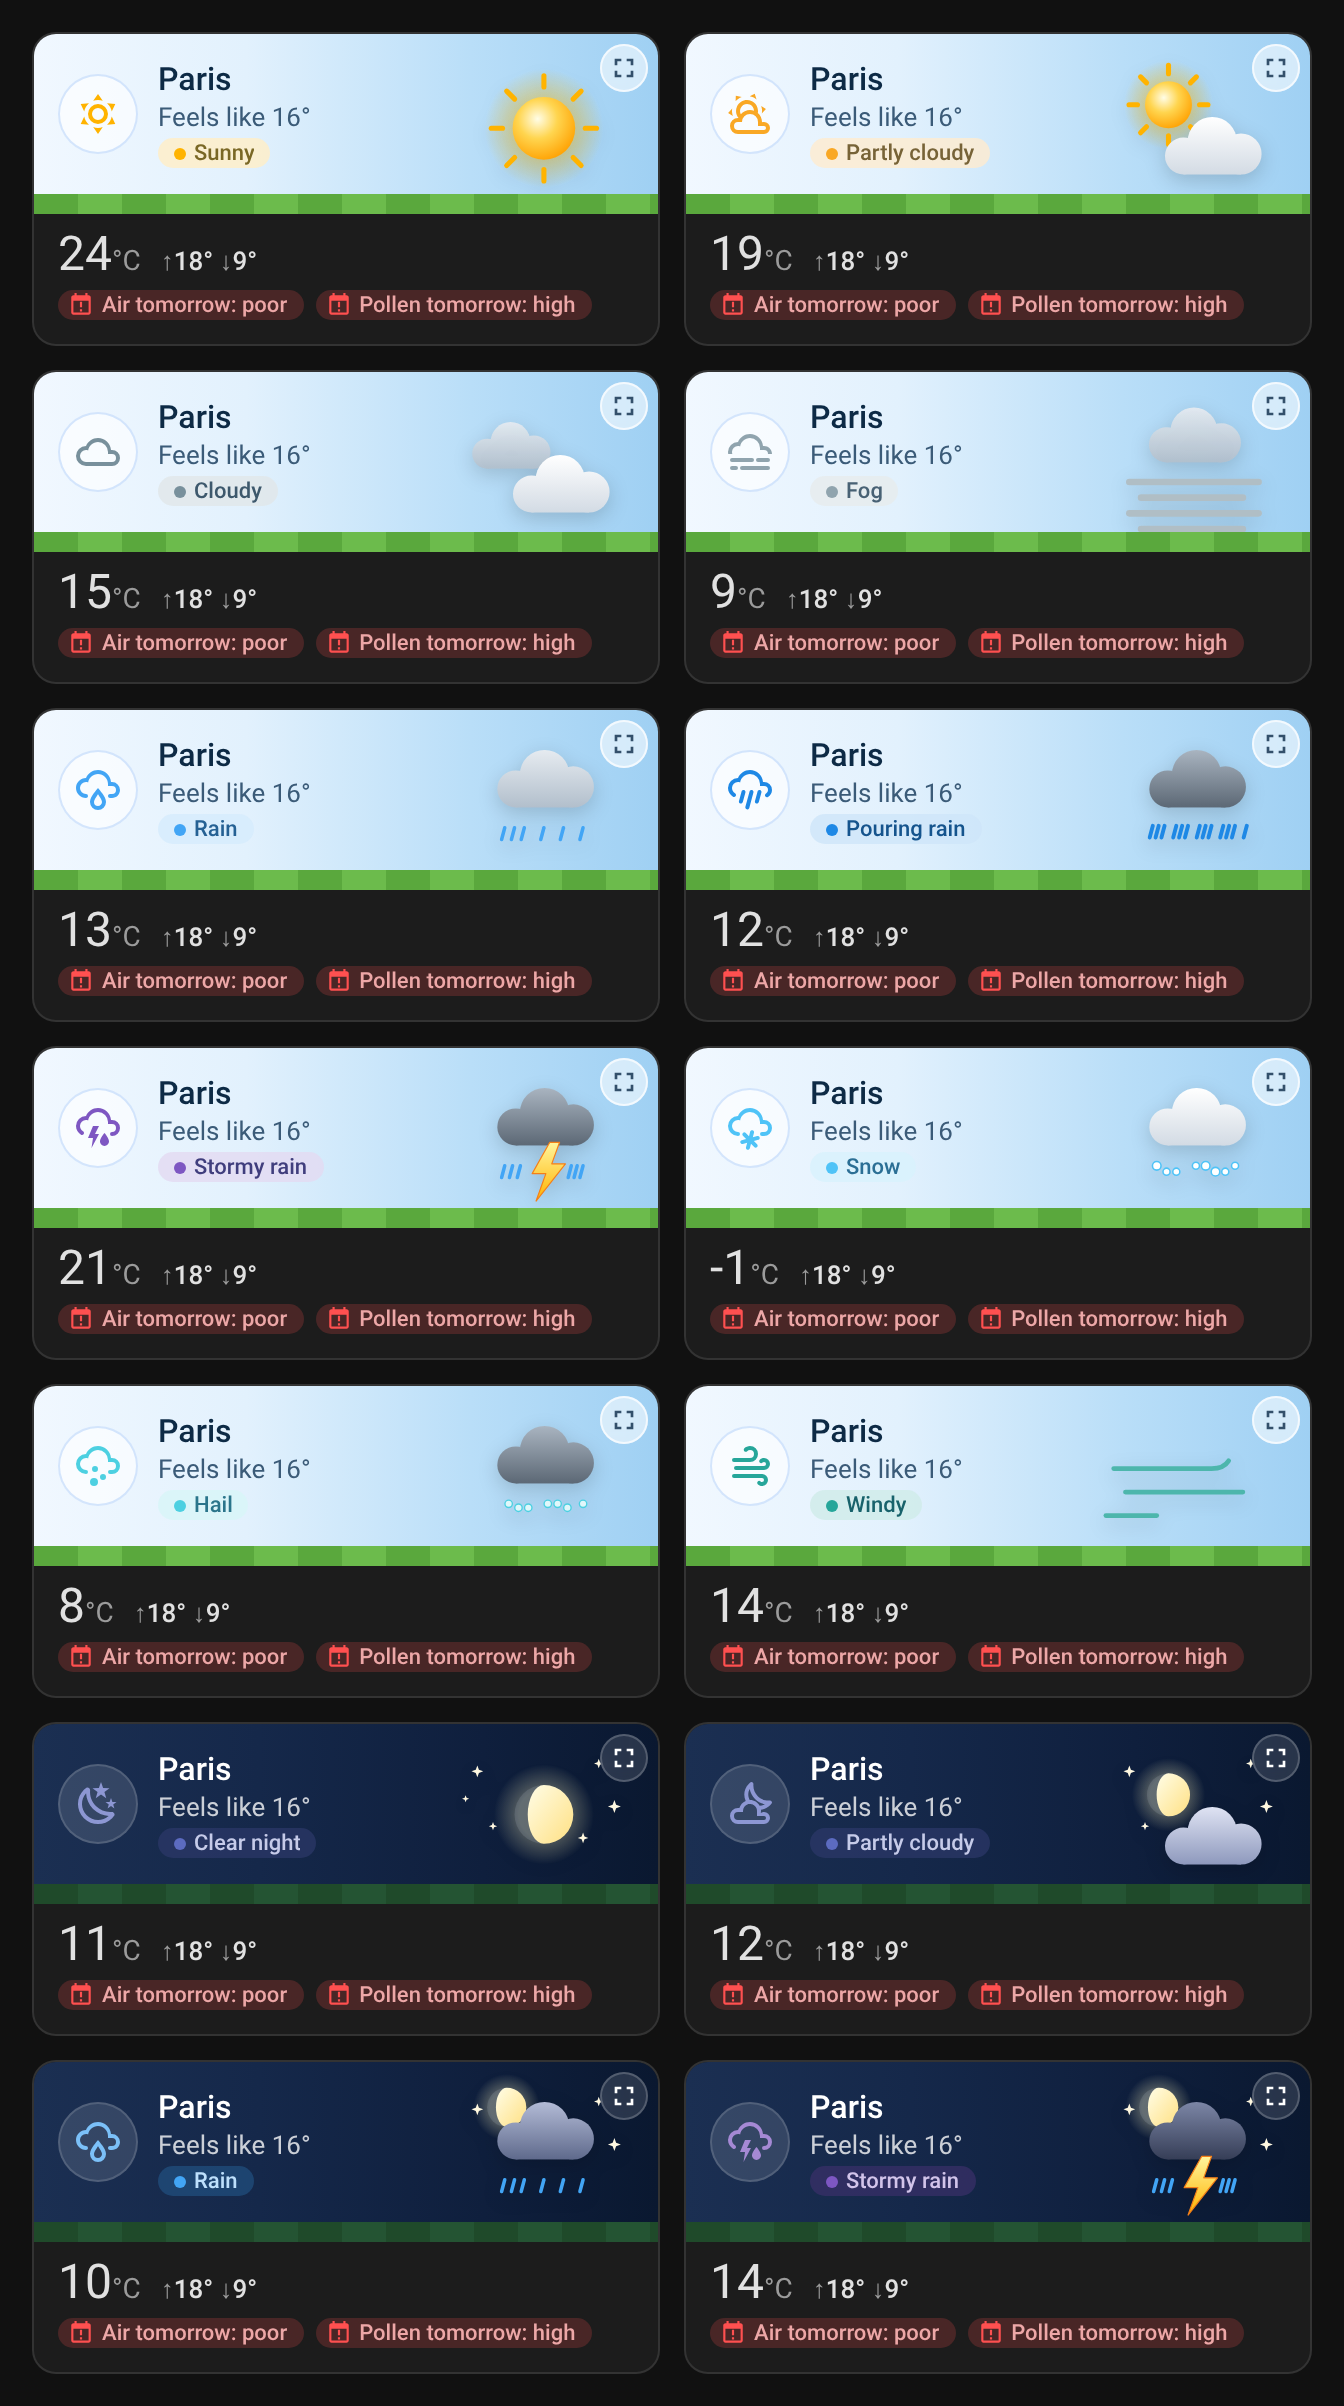 Paris
Feels like 16°
Sunny
24°C ↑18° ↓9°
Air tomorrow: poor
Pollen tomorrow: high
Paris
Feels like 16°
Partly cloudy
19°C ↑18° ↓9°
Air tomorrow: poor
Pollen tomorrow: high
Paris
Feels like 16°
Cloudy
15°C ↑18° ↓9°
Air tomorrow: poor
Pollen tomorrow: high
Paris
Feels like 16°
Fog
9°C ↑18° ↓9°
Air tomorrow: poor
Pollen tomorrow: high
Paris
Feels like 16°
Rain
13°C ↑18° ↓9°
Air tomorrow: poor
Pollen tomorrow: high
Paris
Feels like 16°
Pouring rain
12°C ↑18° ↓9°
Air tomorrow: poor
Pollen tomorrow: high
Paris
Feels like 16°
Stormy rain
21°C ↑18° ↓9°
Air tomorrow: poor
Pollen tomorrow: high
Paris
Feels like 16°
Snow
-1°C ↑18° ↓9°
Air tomorrow: poor
Pollen tomorrow: high
Paris
Feels like 16°
Hail
8°C ↑18° ↓9°
Air tomorrow: poor
Pollen tomorrow: high
Paris
Feels like 16°
Windy
14°C ↑18° ↓9°
Air tomorrow: poor
Pollen tomorrow: high
Paris
Feels like 16°
Clear night
11°C ↑18° ↓9°
Air tomorrow: poor
Pollen tomorrow: high
Paris
Feels like 16°
Partly cloudy
12°C ↑18° ↓9°
Air tomorrow: poor
Pollen tomorrow: high
Paris
Feels like 16°
Rain
10°C ↑18° ↓9°
Air tomorrow: poor
Pollen tomorrow: high
Paris
Feels like 16°
Stormy rain
14°C ↑18° ↓9°
Air tomorrow: poor
Pollen tomorrow: high